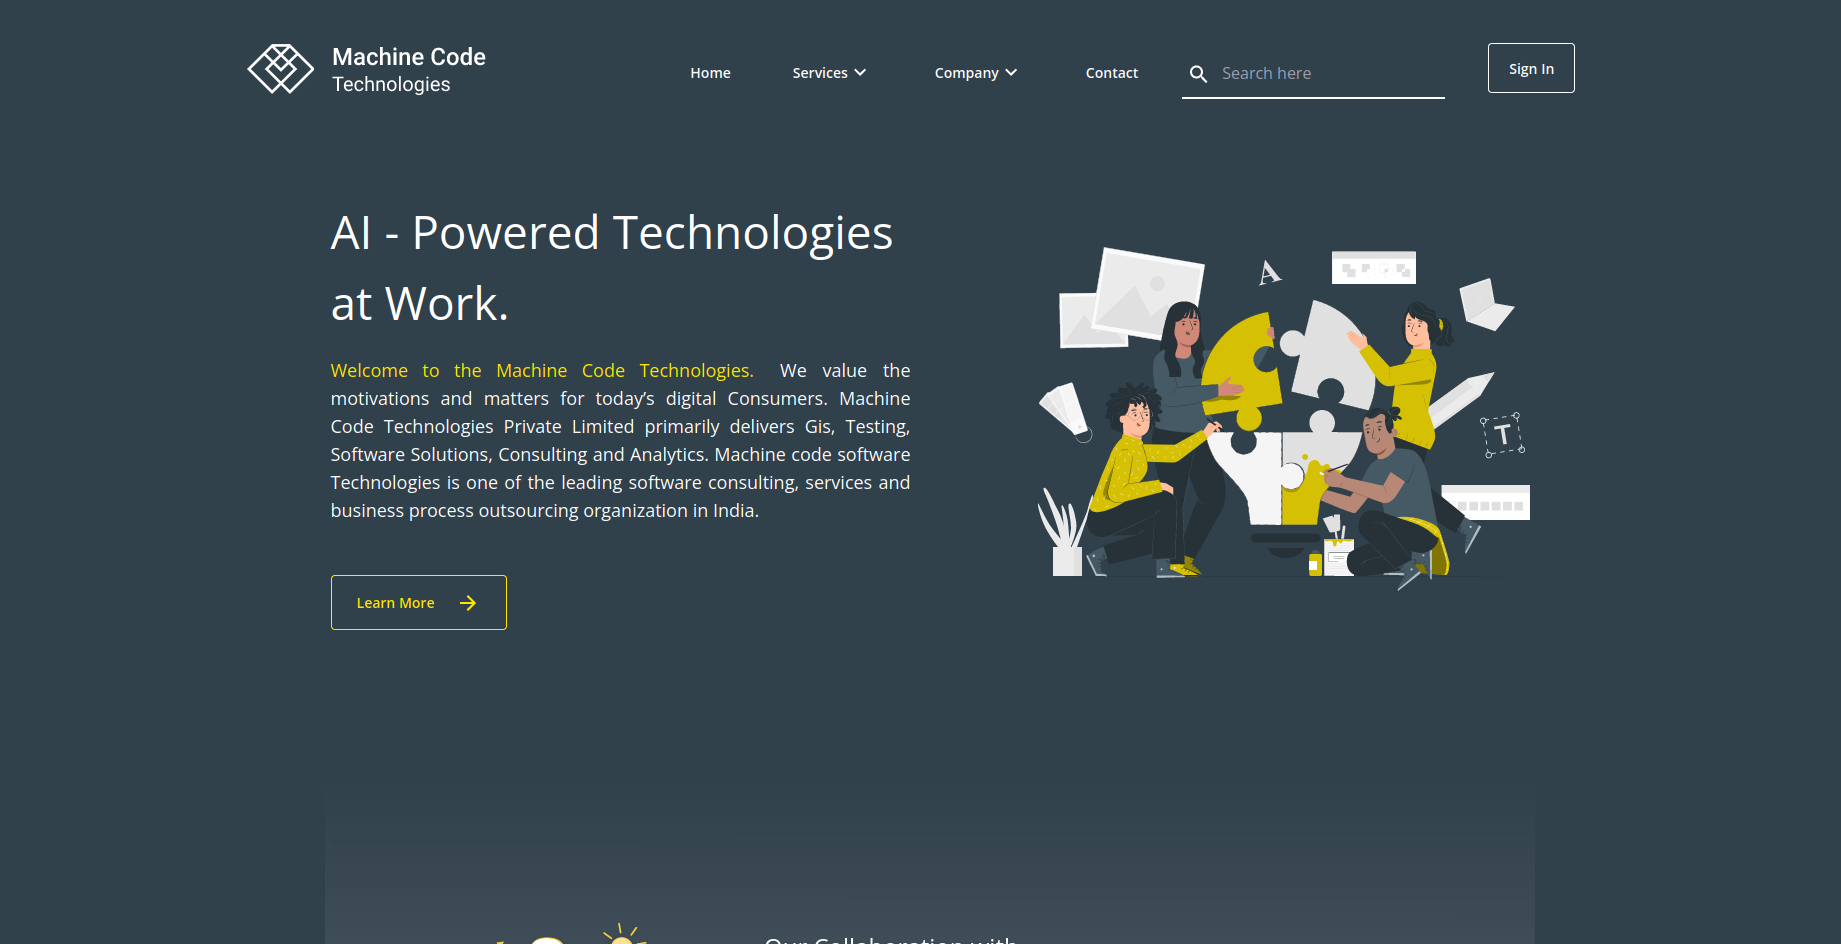 Machine Code
Technologies
Home
Services
Company
Contact
Search here
Sign In
AI - Powered Technologies
at Work.
Welcome to the Machine Code Technologies. We value the
motivations and matters for today’s digital Consumers. Machine
Code Technologies Private Limited primarily delivers Gis, Testing,
Software Solutions, Consulting and Analytics. Machine code software
Technologies is one of the leading software consulting, services and
business process outsourcing organization in India.
A
T
Learn More
Our Collaboration with